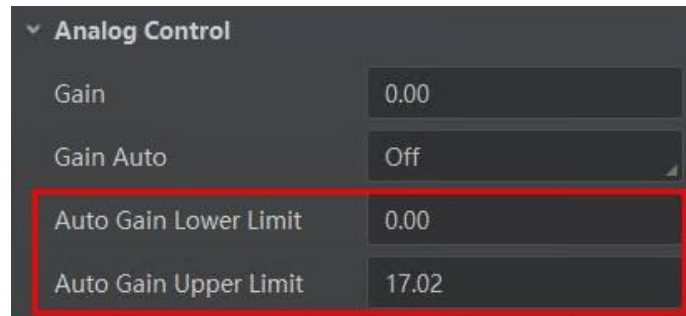 Analog Control
Gain 0.00
Gain Auto Off
Auto Gain Lower Limit 0.00
Auto Gain Upper Limit 17.02